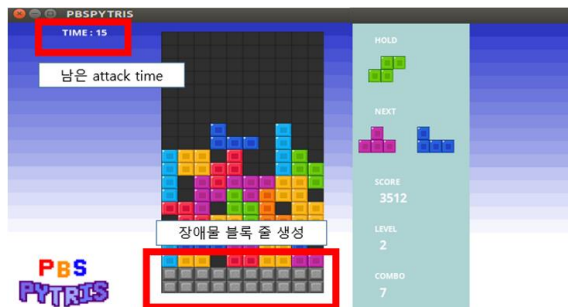 PBSPYTRIS
TIME : 15
남은 attack time
HOLD
NEXT
장애물 블록 줄 생성
SCORE
3512
LEVEL
2
COMBO
7
PBS
PYTRIS